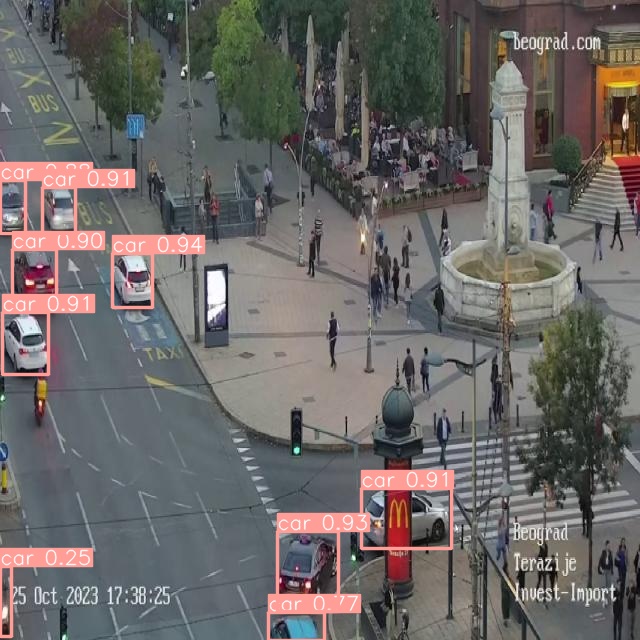 beograd.com
BUS
BUS
car 0.91
car 0.90
car 0.94
car 0.91
TAXI
car 0.91
car 0.93
car 0.25
car 0.77
25 Oct 2023 17:38:25
Beograd
Terazije
Invest-Import